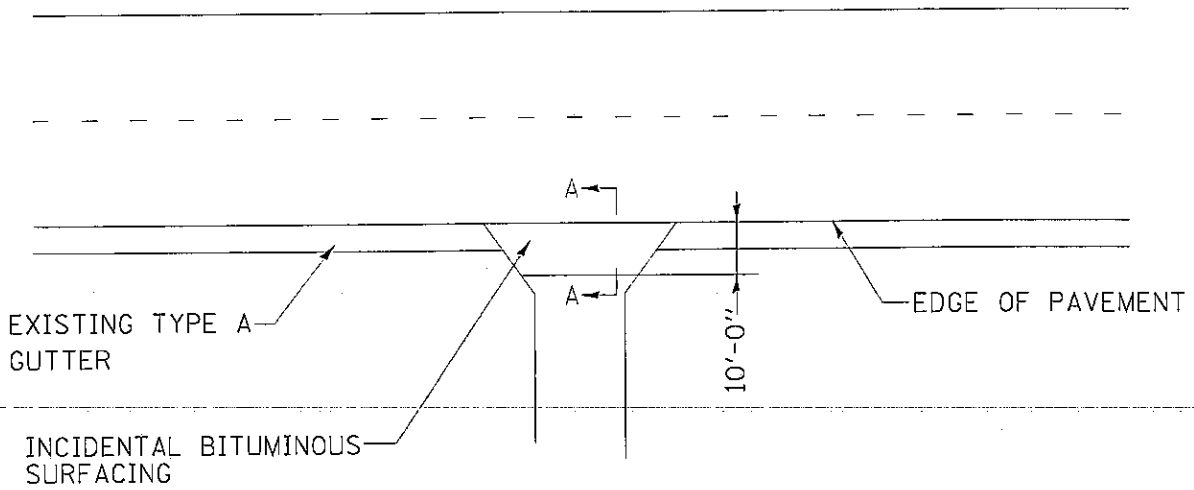 A
A
10'-0"
EDGE OF PAVEMENT
EXISTING TYPE A
GUTTER
INCIDENTAL BITUMINOUS
SURFACING